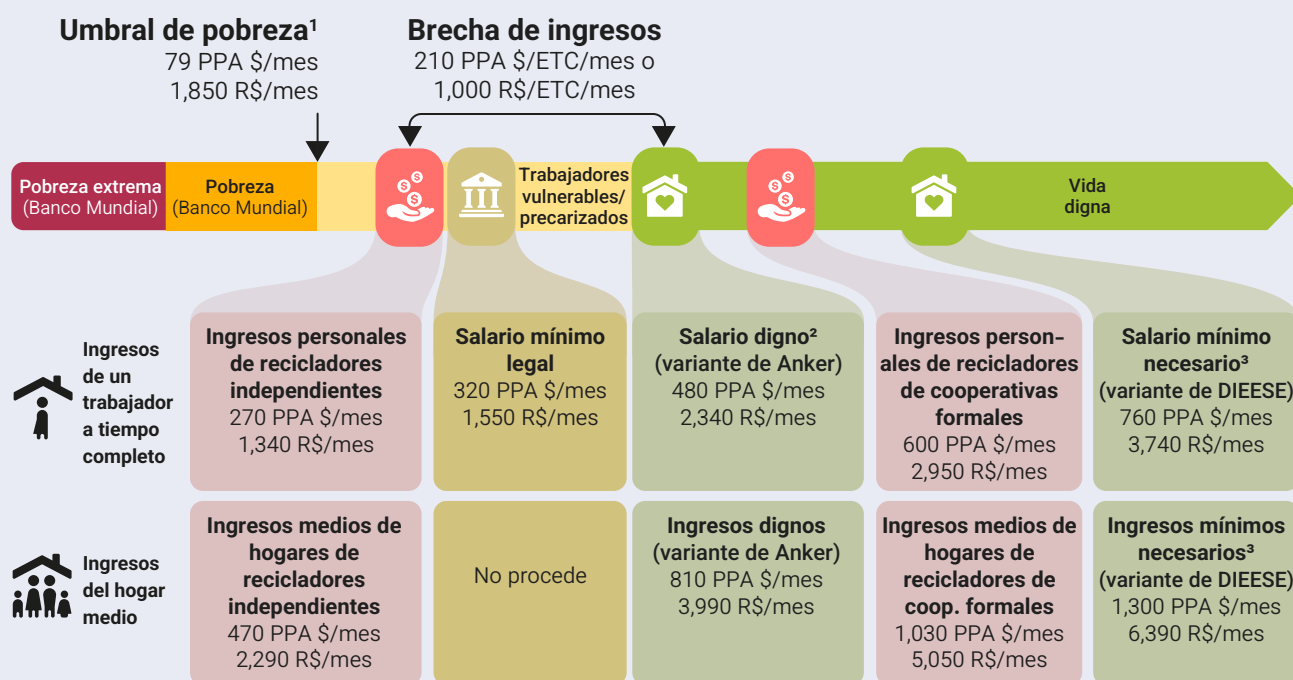 Umbral de pobreza¹
79 PPA $/mes
1,850 R$/mes
Brecha de ingresos
210 PPA $/ETC/mes o
1,000 R$/ETC/mes
Pobreza extrema
(Banco Mundial)
Pobreza
(Banco Mundial)
Trabajadores
vulnerables/
precarizados
Vida
digna
Ingresos
de un
trabajador
a tiempo
completo
Ingresos personales
de recicladores
independientes
270 PPA $/mes
1,340 R$/mes
Salario mínimo
legal
320 PPA $/mes
1,550 R$/mes
Salario digno²
(variante de Anker)
480 PPA $/mes
2,340 R$/mes
Ingresos person-
ales de recicladores
de cooperativas
formales
600 PPA $/mes
2,950 R$/mes
Salario mínimo
necesario³
(variante de DIEESE)
760 PPA $/mes
3,740 R$/mes
Ingresos
del hogar
medio
Ingresos medios de
hogares de
recicladores
independientes
470 PPA $/mes
2,290 R$/mes
No procede
Ingresos dignos
(variante de Anker)
810 PPA $/mes
3,990 R$/mes
Ingresos medios de
hogares de
recicladores de
coop. formales
1,030 PPA $/mes
5,050 R$/mes
Ingresos mínimos
necesarios³
(variante de DIEESE)
1,300 PPA $/mes
6,390 R$/mes